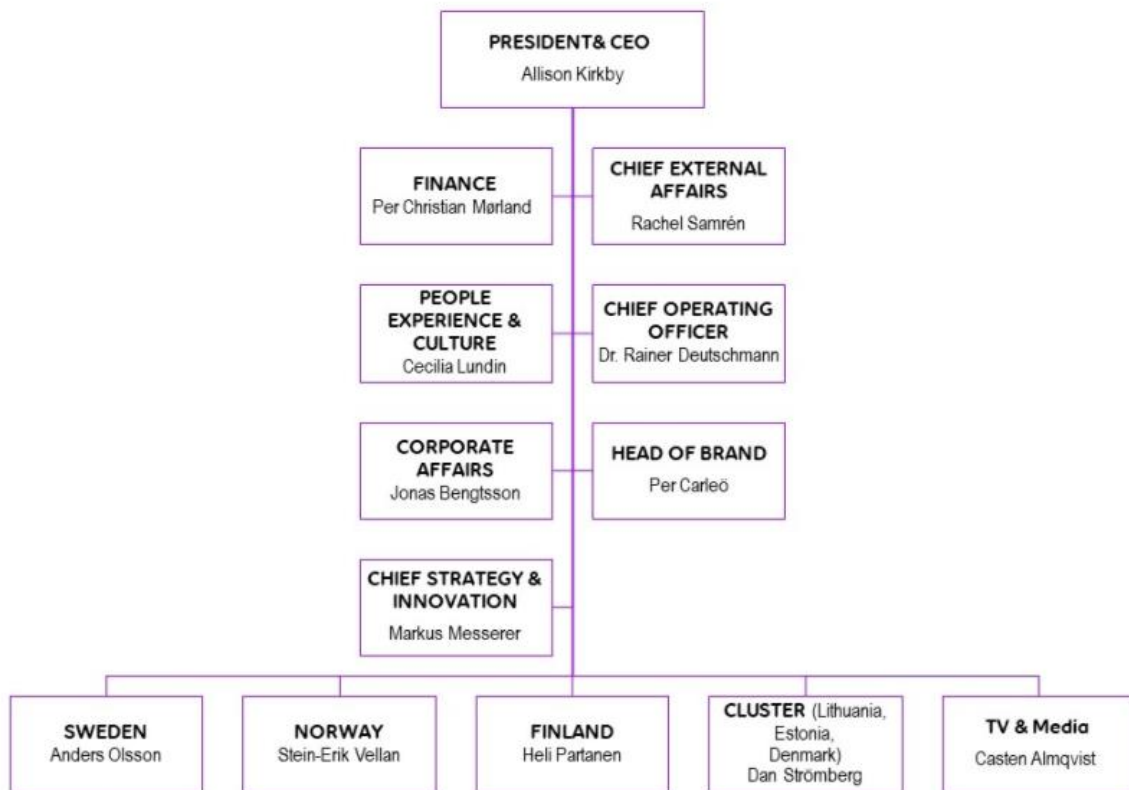 PRESIDENT& CEO
Allison Kirkby
FINANCE
Per Christian Mørland
CHIEF EXTERNAL
AFFAIRS
Rachel Samrén
PEOPLE
EXPERIENCE &
CULTURE
Cecilia Lundin
CHIEF OPERATING
OFFICER
Dr. Rainer Deutschmann
CORPORATE
AFFAIRS
Jonas Bengtsson
HEAD OF BRAND
Per Carleö
CHIEF STRATEGY &
INNOVATION
Markus Messerer
SWEDEN
Anders Olsson
NORWAY
Stein-Erik Vellan
FINLAND
Heli Partanen
CLUSTER (Lithuania,
Estonia,
Denmark)
Dan Strömberg
TV & Media
Casten Almqvist